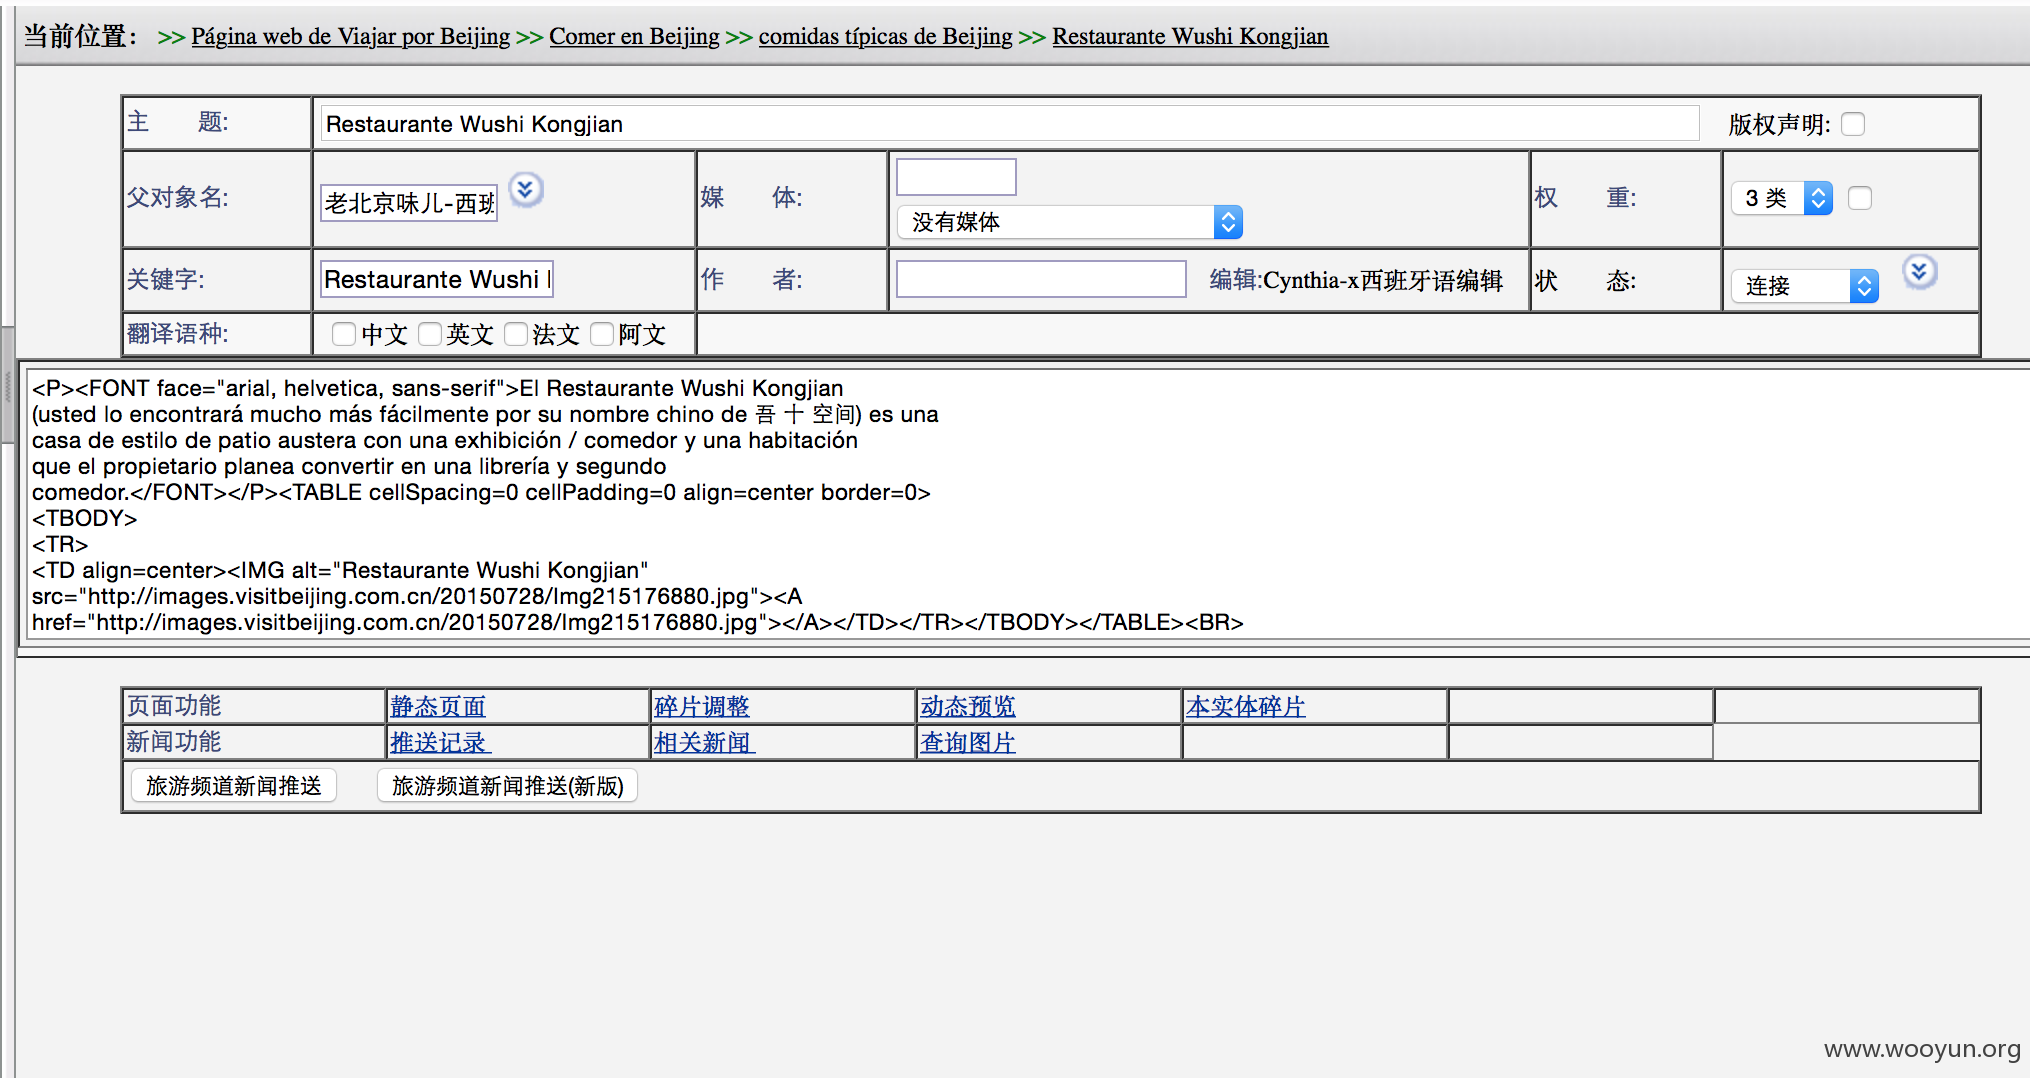 当前位置： >> Página web de Viajar por Beijing >> Comer en Beijing >> comidas típicas de Beijing >> Restaurante Wushi Kongjian
主 题: Restaurante Wushi Kongjian 版权声明:
父对象名: 老北京味儿-西班 媒 体: 没有媒体 权 重: 3 类
关键字: Restaurante Wushi 作 者: 编辑:Cynthia-x西班牙语编辑 状 态: 连接
翻译语种: 中文 英文 法文 阿文
<P><FONT face="arial, helvetica, sans-serif">El Restaurante Wushi Kongjian
(usted lo encontrará mucho más fácilmente por su nombre chino de 吾 十 空间) es una
casa de estilo de patio austera con una exhibición / comedor y una habitación
que el propietario planea convertir en una librería y segundo
comedor.</FONT></P><TABLE cellSpacing=0 cellPadding=0 align=center border=0>
<TBODY>
<TR>
<TD align=center><IMG alt="Restaurante Wushi Kongjian"
src="http://images.visitbeijing.com.cn/20150728/Img215176880.jpg"><A
href="http://images.visitbeijing.com.cn/20150728/Img215176880.jpg"></A></TD></TR></TBODY></TABLE><BR>
页面功能 静态页面 碎片调整 动态预览 本实体碎片
新闻功能 推送记录 相关新闻 查询图片
旅游频道新闻推送 旅游频道新闻推送(新版)
www.wooyun.org